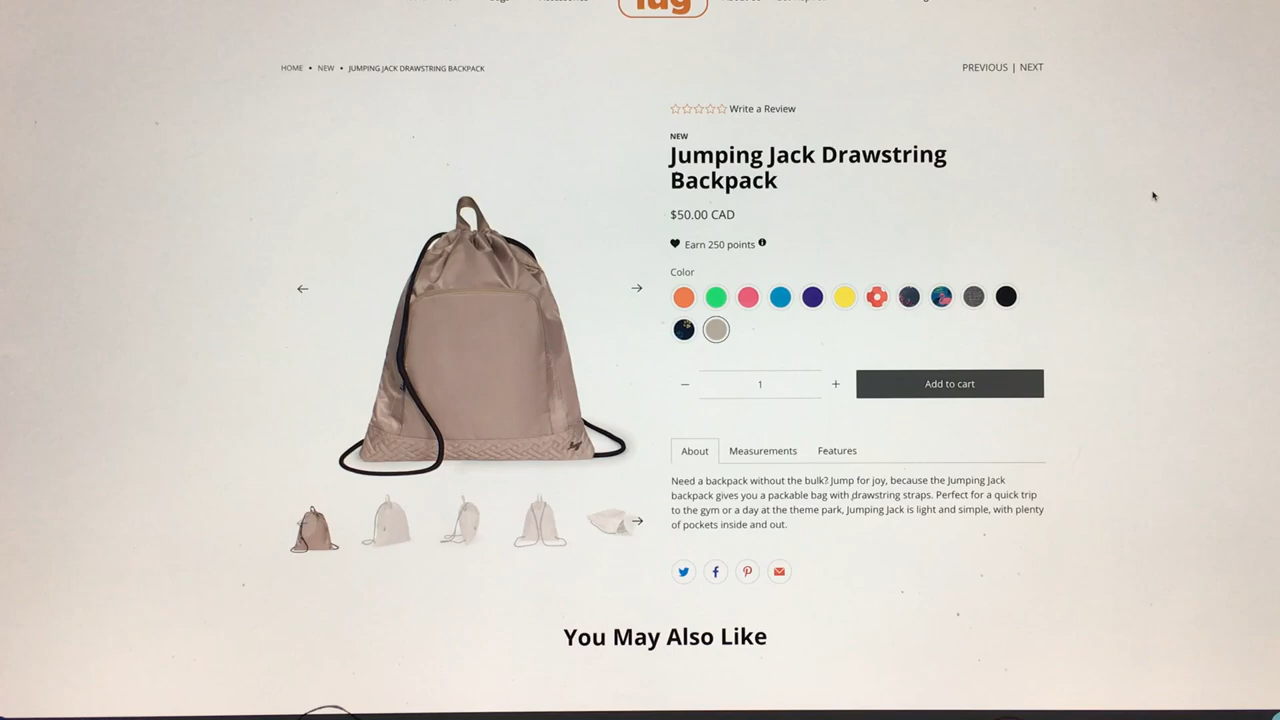 lug
HOME • NEW • JUMPING JACK DRAWSTRING BACKPACK
PREVIOUS | NEXT
Write a Review
NEW
Jumping Jack Drawstring
Backpack
$50.00 CAD
Earn 250 points
Color
1
Add to cart
About
Measurements
Features
Need a backpack without the bulk? Jump for joy, because the Jumping Jack
backpack gives you a packable bag with drawstring straps. Perfect for a quick trip
to the gym or a day at the theme park, Jumping Jack is light and simple, with plenty
of pockets inside and out.
You May Also Like